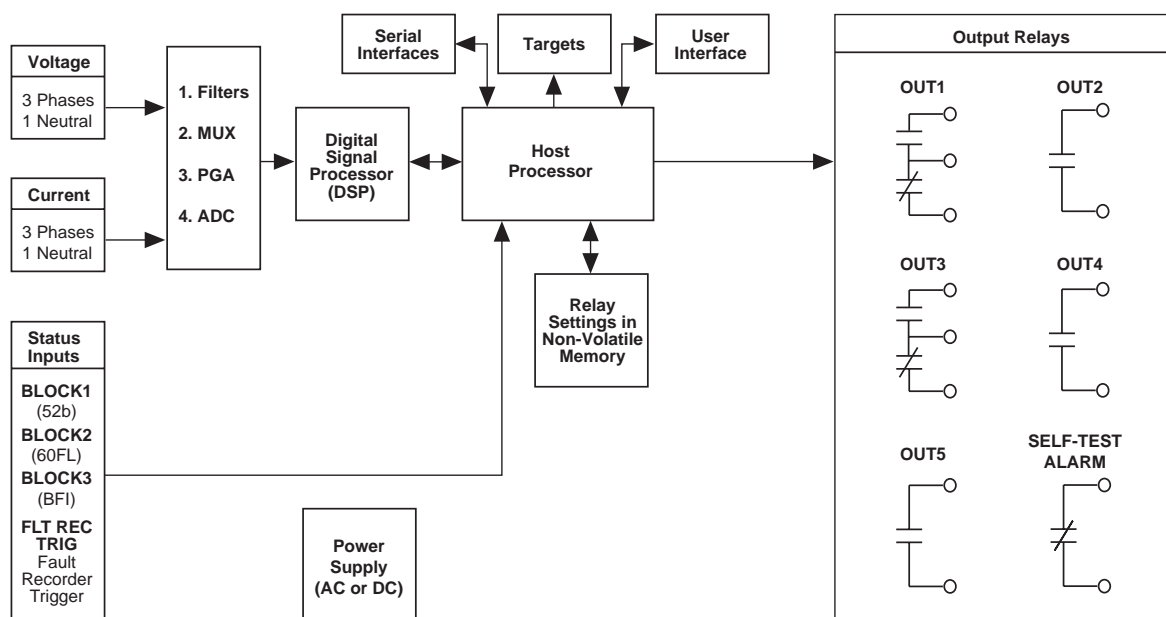 Voltage
3 Phases
1 Neutral
Current
3 Phases
1 Neutral
1. Filters
2. MUX
3. PGA
4. ADC
Digital
Signal
Processor
(DSP)
Serial
Interfaces
Targets
User
Interface
Host
Processor
Relay
Settings in
Non-Volatile
Memory
Status
Inputs
BLOCK1
(52b)
BLOCK2
(60FL)
BLOCK3
(BFI)
FLT REC
TRIG
Fault
Recorder
Trigger
Power
Supply
(AC or DC)
Output Relays
OUT1
OUT2
OUT3
OUT4
OUT5
SELF-TEST
ALARM